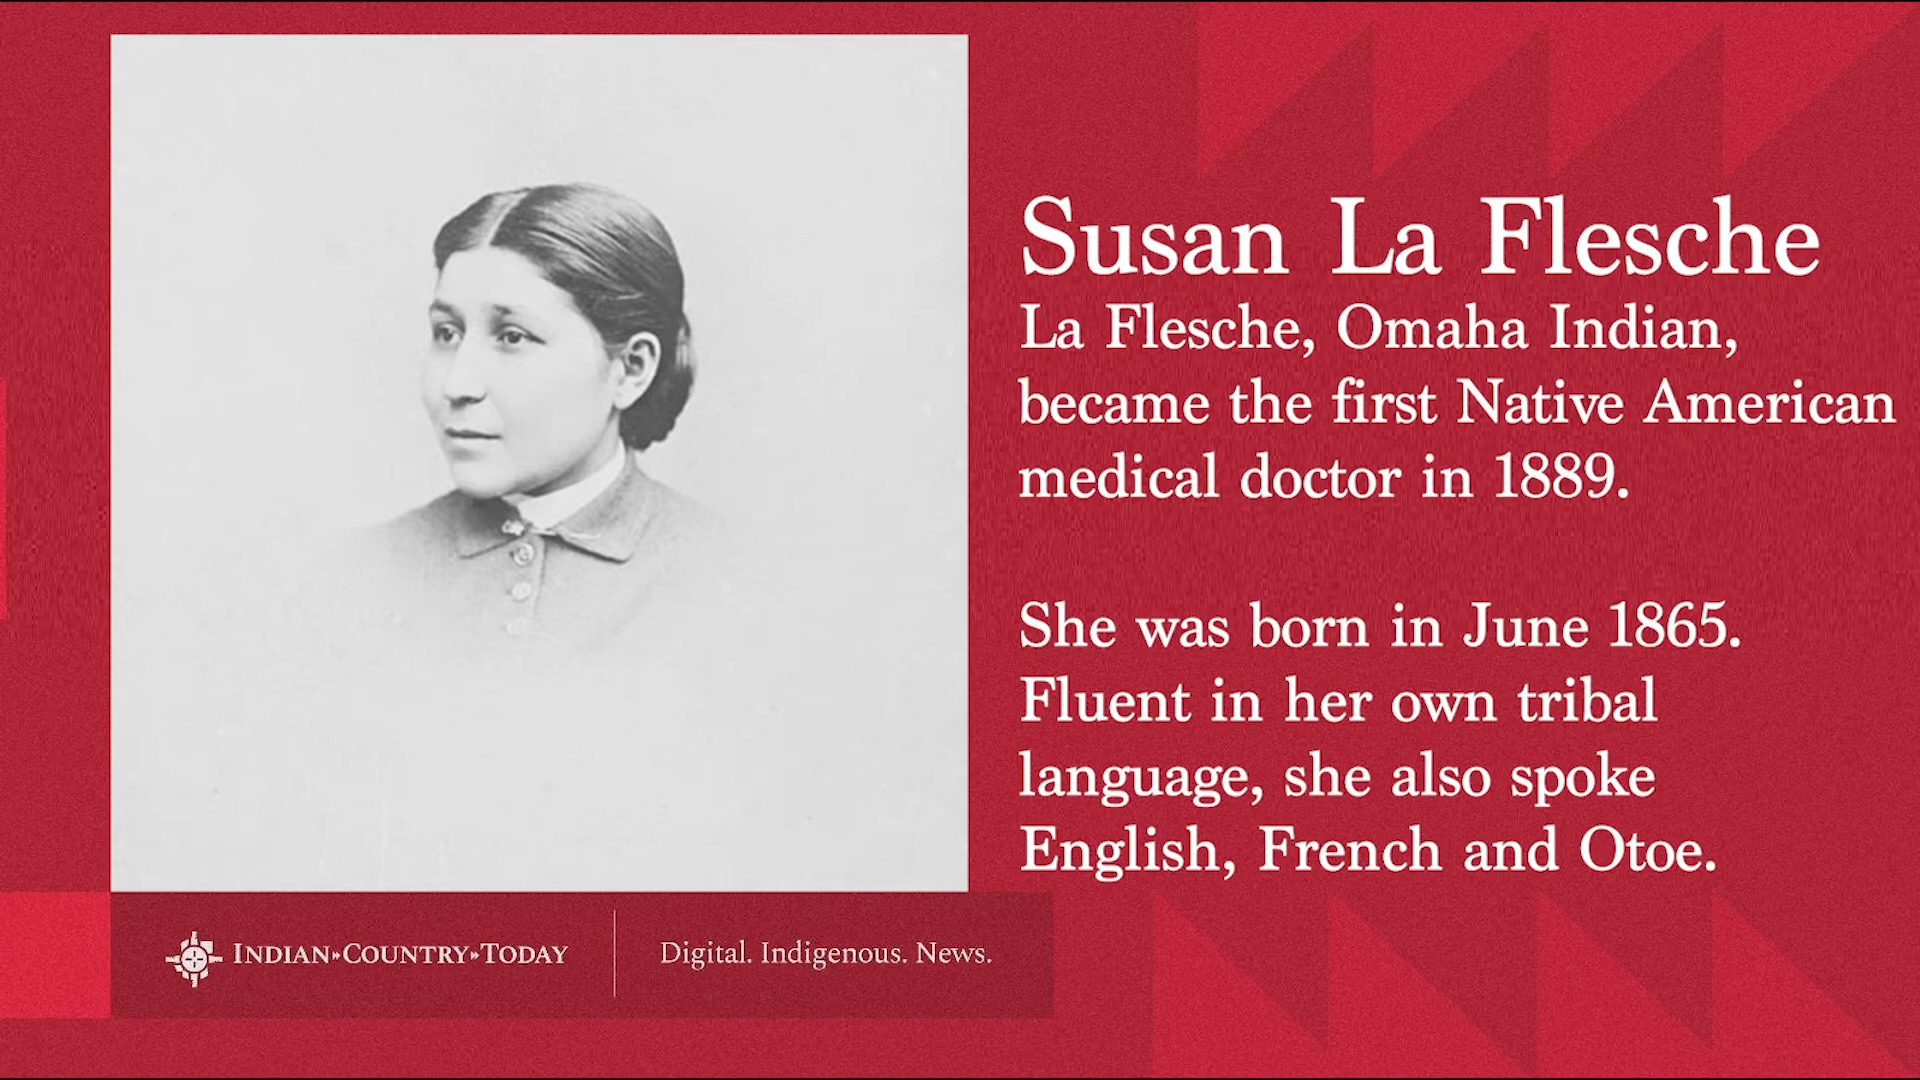 Susan La Flesche
La Flesche, Omaha Indian,
became the first Native American
medical doctor in 1889.
She was born in June 1865.
Fluent in her own tribal
language, she also spoke
English, French and Otoe.
INDIAN COUNTRY TODAY
Digital. Indigenous. News.